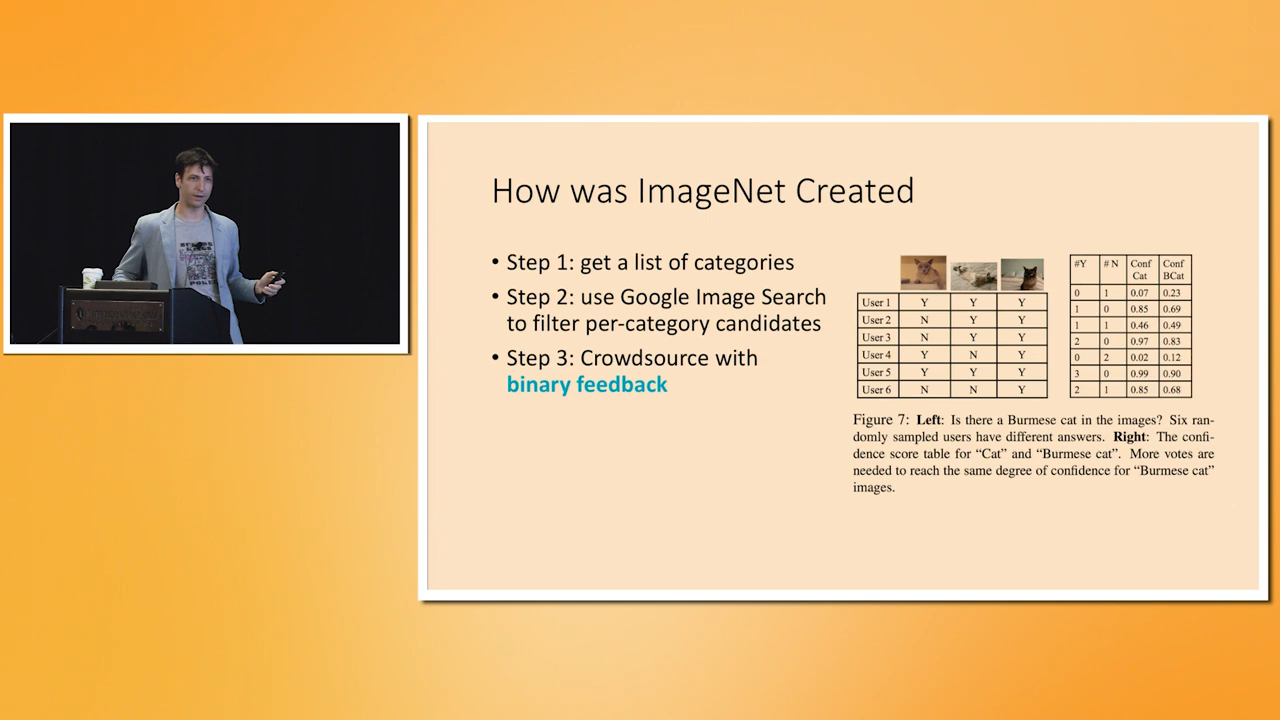 How was ImageNet Created
• Step 1: get a list of categories
• Step 2: use Google Image Search
to filter per-category candidates
• Step 3: Crowdsource with
binary feedback
User 1 Y Y Y
User 2 N Y Y
User 3 N Y Y
User 4 Y N Y
User 5 Y Y Y
User 6 N N Y
#Y # N Conf Cat Conf BCat
0 1 0.07 0.23
1 0 0.85 0.69
1 1 0.46 0.49
2 0 0.97 0.83
0 2 0.02 0.12
3 0 0.99 0.90
2 1 0.85 0.68
Figure 7: Left: Is there a Burmese cat in the images? Six ran-
domly sampled users have different answers. Right: The confi-
dence score table for “Cat” and “Burmese cat”. More votes are
needed to reach the same degree of confidence for “Burmese cat”
images.